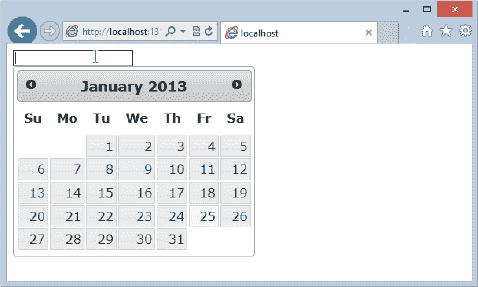 http://localhost:13
localhost
January 2013
Su Mo Tu We Th Fr Sa
1 2 3 4 5
6 7 8 9 10 11 12
13 14 15 16 17 18 19
20 21 22 23 24 25 26
27 28 29 30 31